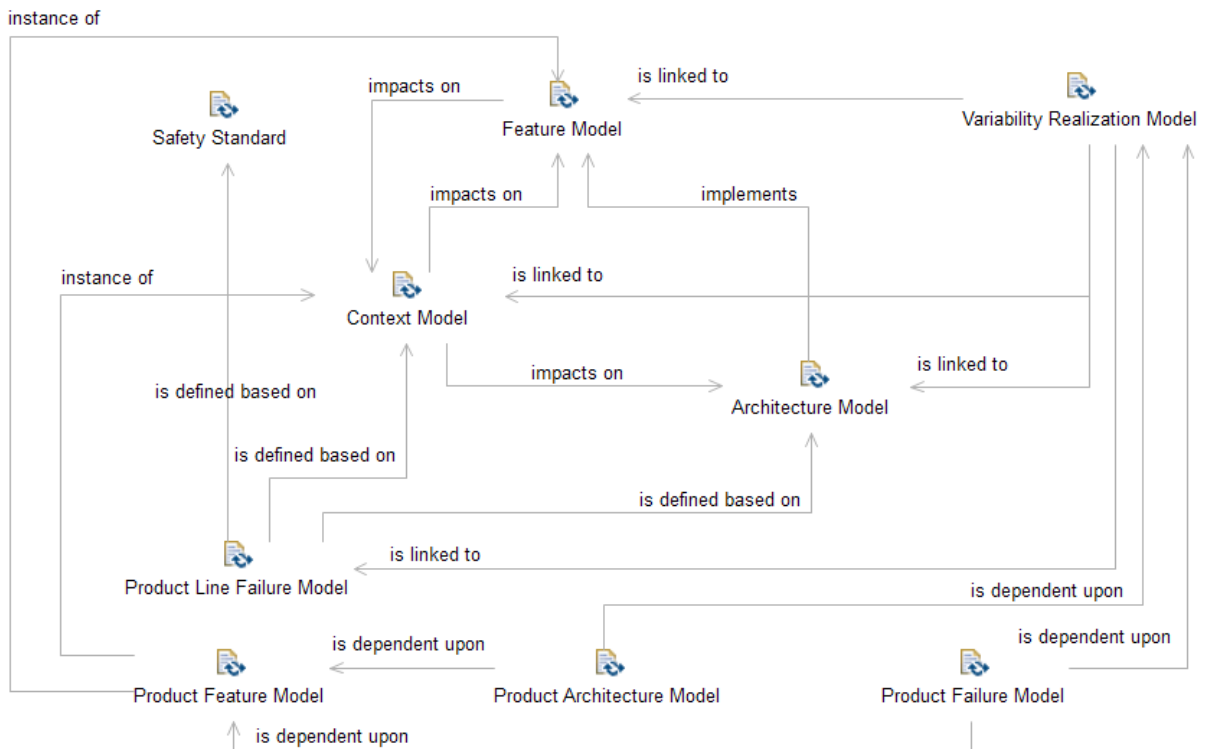 instance of
is linked to
impacts on
Safety Standard
Feature Model
Variability Realization Model
impacts on
implements
instance of
is linked to
Context Model
is linked to
impacts on
is defined based on
Architecture Model
is defined based on
is defined based on
is linked to
Product Line Failure Model
is dependent upon
is dependent upon
is dependent upon
Product Feature Model
Product Architecture Model
Product Failure Model
is dependent upon